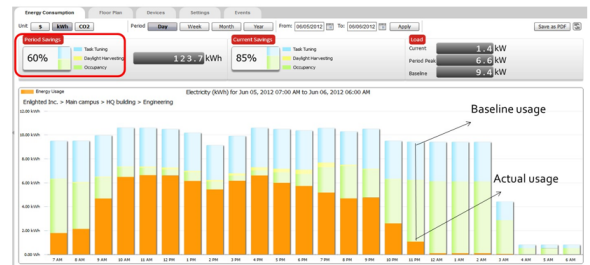 Energy Consumption Floor Plan Devices Settings Events
Unit $ kWh CO2 Period Day Week Month Year From: 06/05/2012 To: 06/06/2012 Apply Save as PDF
Period Savings
60%
Task Tuning
Daylight Harvesting
Occupancy
123.7 kWh
Current Savings
85%
Task Tuning
Daylight Harvesting
Occupancy
Load
Current 1.4 kW
Period Peak 6.6 kW
Baseline 9.4 kW
Energy Usage
Electricity (kWh) for Jun 05, 2012 07:00 AM to Jun 06, 2012 06:00 AM
Enlighted Inc. > Main campus > HQ building > Engineering
12.00 kWh
Baseline usage
8.00 kWh
6.00 kWh
Actual usage
4.00 kWh
2.00 kWh
0.00 kWh
7 AM 8 AM 9 AM 10 AM 11 AM 12 PM 1 PM 2 PM 3 PM 4 PM 5 PM 6 PM 7 PM 8 PM 9 PM 10 PM 11 PM 12 AM 1 AM 2 AM 3 AM 4 AM 5 AM 6 AM